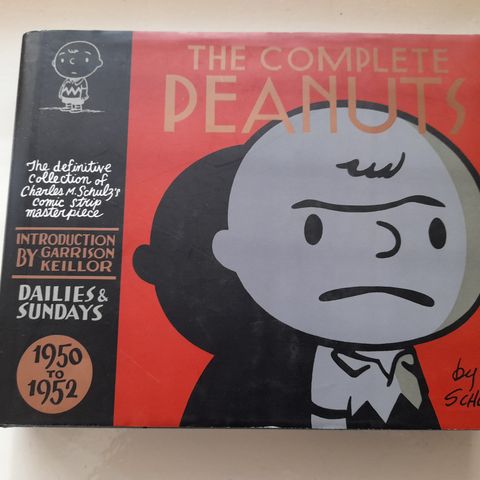 THE COMPLETE
PEANUTS
The definitive
collection of
Charles M. Schulz's
comic strip
masterpiece
INTRODUCTION
BY GARRISON
KEILLOR
DAILIES &
SUNDAYS
1950
TO
1952
by